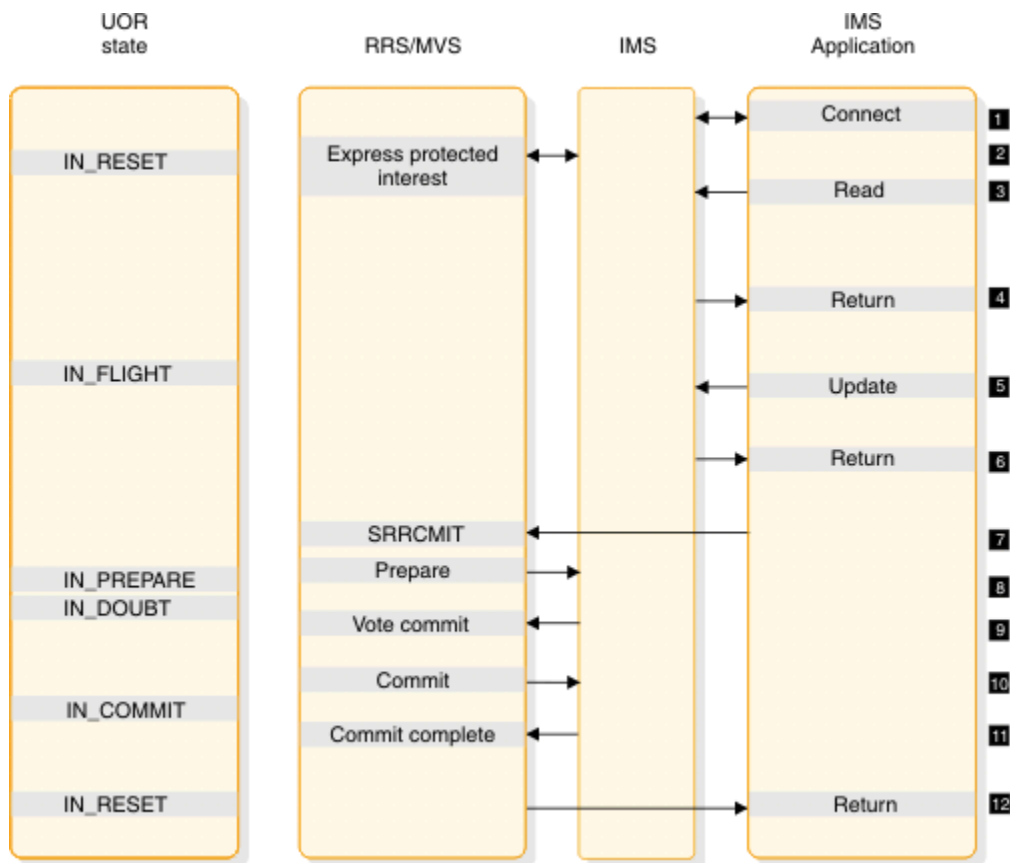 UOR
state
RRS/MVS
IMS
IMS
Application
Connect
1
IN_RESET
Express protected
interest
2
Read
3
Return
4
IN_FLIGHT
Update
5
Return
6
SRRCMIT
7
IN_PREPARE
Prepare
8
IN_DOUBT
Vote commit
9
Commit
10
IN_COMMIT
Commit complete
11
IN_RESET
Return
12